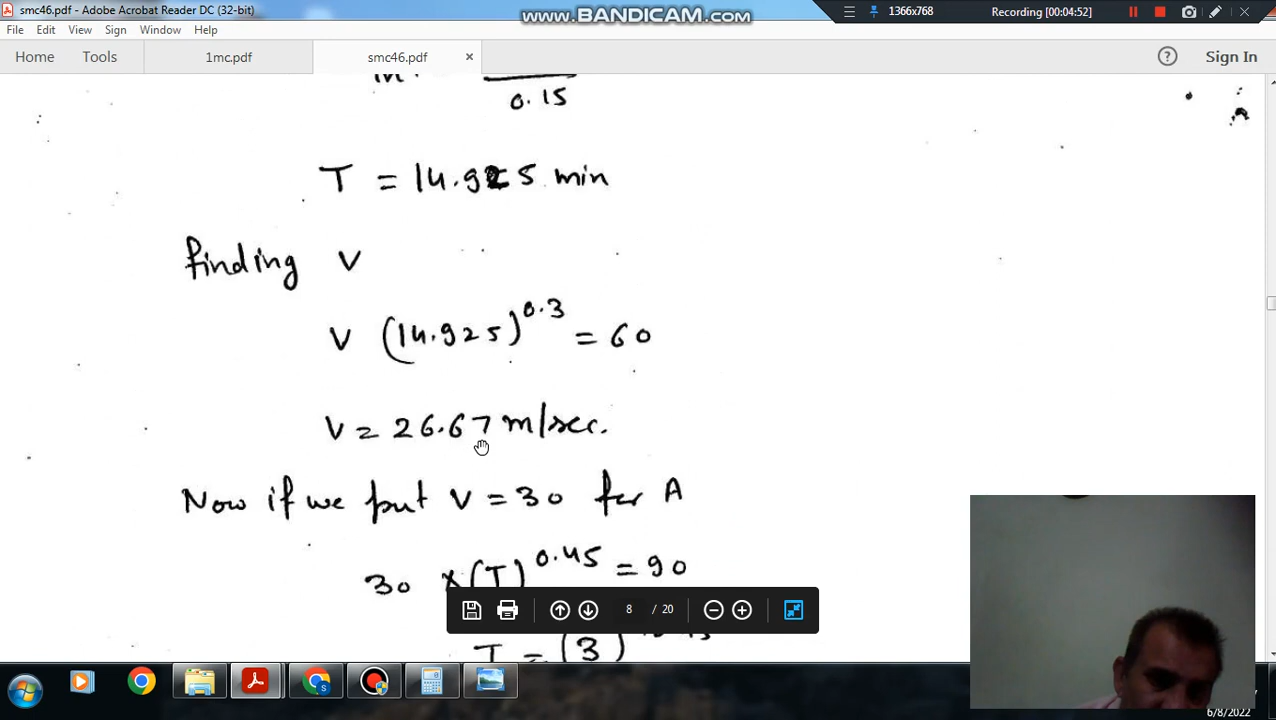 smc46.pdf - Adobe Acrobat Reader DC (32-bit)
www.BANDICAM.com
1366x768
Recording [00:04:52]
File Edit View Sign Window Help
Home Tools 1mc.pdf smc46.pdf × ? Sign In
0.15
T = 14.925 min
finding V
V (14.925)^0.3 = 60
V = 26.67 m/sec.
Now if we put V = 30 for A
30 × (T)^0.45 = 90
8 / 20
T = (3)
6/8/2022